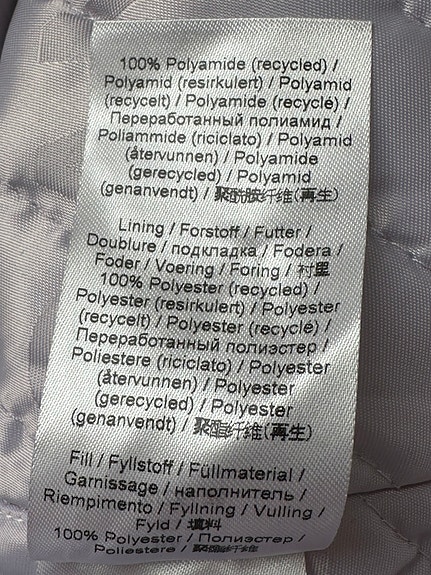 100% Polyamide (recycled) /
Polyamid (resirkulert) / Polyamid
(recycelt) / Polyamide (recyclé) /
Переработанный полиамид /
Poliammide (riciclato) / Polyamid
(återvunnen) / Polyamide
(gerecycled) / Polyamid
(genanvendt) / 聚酰胺纤维(再生)
Lining / Forstoff / Futter /
Doublure / подкладка / Fodera /
Foder / Voering / Foring / 衬里
100% Polyester (recycled) /
Polyester (resirkulert) / Polyester
(recycelt) / Polyester (recyclé) /
Переработанный полиэстер /
Poliestere (riciclato) / Polyester
(återvunnen) / Polyester
(gerecycled) / Polyester
(genanvendt) / 聚酯纤维(再生)
Fill / Fyllstoff / Füllmaterial /
Garnissage / наполнитель /
Riempimento / Fyllning / Vulling /
Fyld / 填料
100% Polyester / Полиэстер /
Poliestere / 聚酯纤维